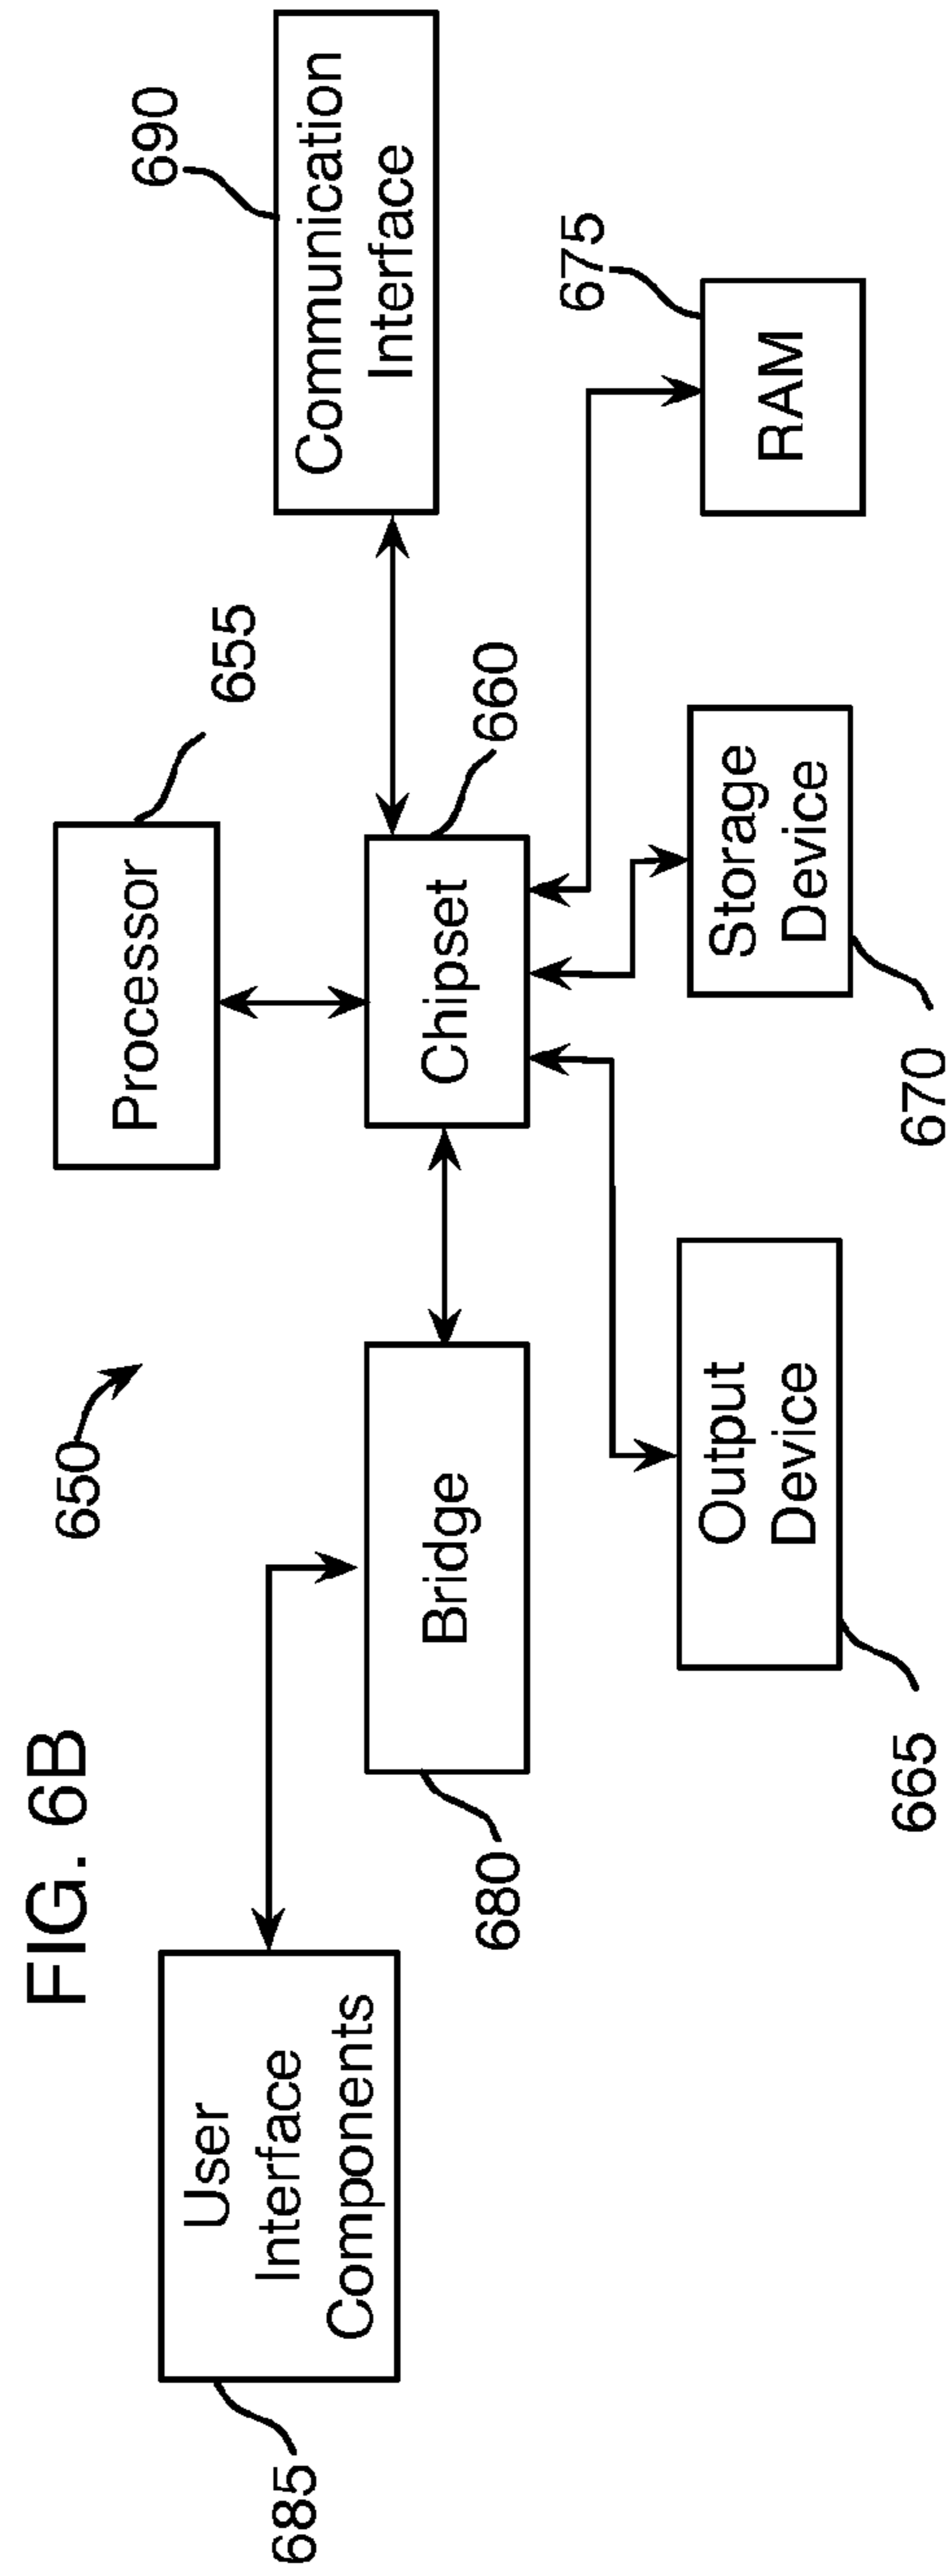 FIG. 6B
650
Processor
655
690
Communication
Interface
User
Interface
Components
685
Bridge
680
Chipset
660
675
RAM
Output
Device
665
Storage
Device
670